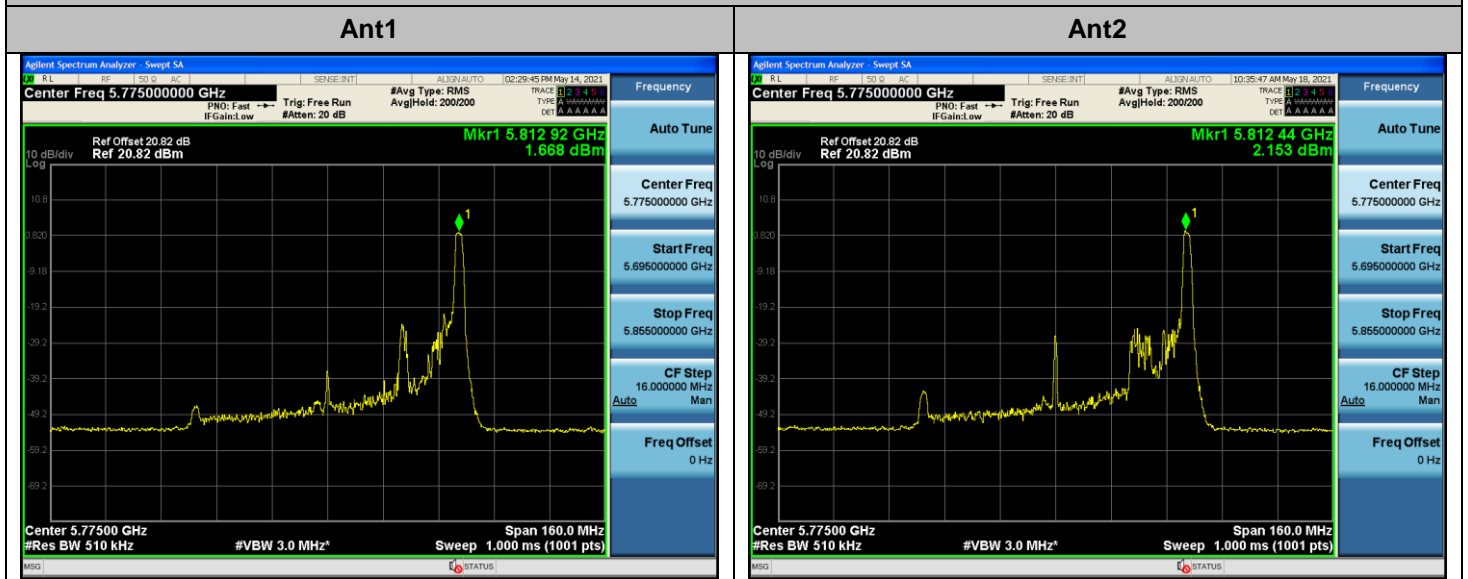 Ant1
Ant2
Agilent Spectrum Analyzer - Swept SA
RL RF 50 Ω AC SENSE:INT ALIGN AUTO 02:29:45 PM May 14, 2021
Center Freq 5.775000000 GHz
PNO: Fast
IFGain:Low
Trig: Free Run
#Atten: 20 dB
#Avg Type: RMS
Avg|Hold: 200/200
TRACE 1 2 3 4 5 6
TYPE A
DET A A A A A A
Mkr1 5.812 92 GHz
1.668 dBm
Ref Offset 20.82 dB
10 dB/div Ref 20.82 dBm
Log
1
10.8
0.820
-9.18
-19.2
-29.2
-39.2
-49.2
-59.2
-69.2
Center 5.77500 GHz Span 160.0 MHz
#Res BW 510 kHz #VBW 3.0 MHz* Sweep 1.000 ms (1001 pts)
MSG STATUS
Frequency
Auto Tune
Center Freq
5.775000000 GHz
Start Freq
5.695000000 GHz
Stop Freq
5.855000000 GHz
CF Step
16.000000 MHz
Auto Man
Freq Offset
0 Hz
Agilent Spectrum Analyzer - Swept SA
RL RF 50 Ω AC SENSE:INT ALIGN AUTO 10:35:47 AM May 18, 2021
Center Freq 5.775000000 GHz
PNO: Fast
IFGain:Low
Trig: Free Run
#Atten: 20 dB
#Avg Type: RMS
Avg|Hold: 200/200
TRACE 1 2 3 4 5 6
TYPE A
DET A A A A A A
Mkr1 5.812 44 GHz
2.153 dBm
Ref Offset 20.82 dB
10 dB/div Ref 20.82 dBm
Log
1
10.8
0.820
-9.18
-19.2
-29.2
-39.2
-49.2
-59.2
-69.2
Center 5.77500 GHz Span 160.0 MHz
#Res BW 510 kHz #VBW 3.0 MHz* Sweep 1.000 ms (1001 pts)
MSG STATUS
Frequency
Auto Tune
Center Freq
5.775000000 GHz
Start Freq
5.695000000 GHz
Stop Freq
5.855000000 GHz
CF Step
16.000000 MHz
Auto Man
Freq Offset
0 Hz